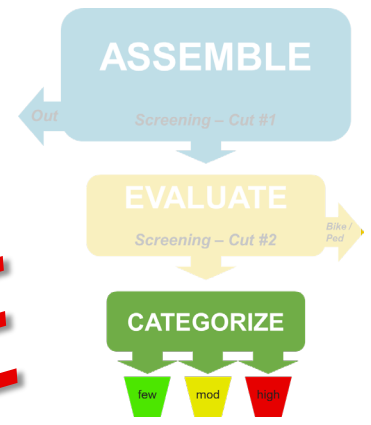 ASSEMBLE
Out
Screening – Cut #1
EVALUATE
Screening – Cut #2
Bike /
Ped
CATEGORIZE
few mod high